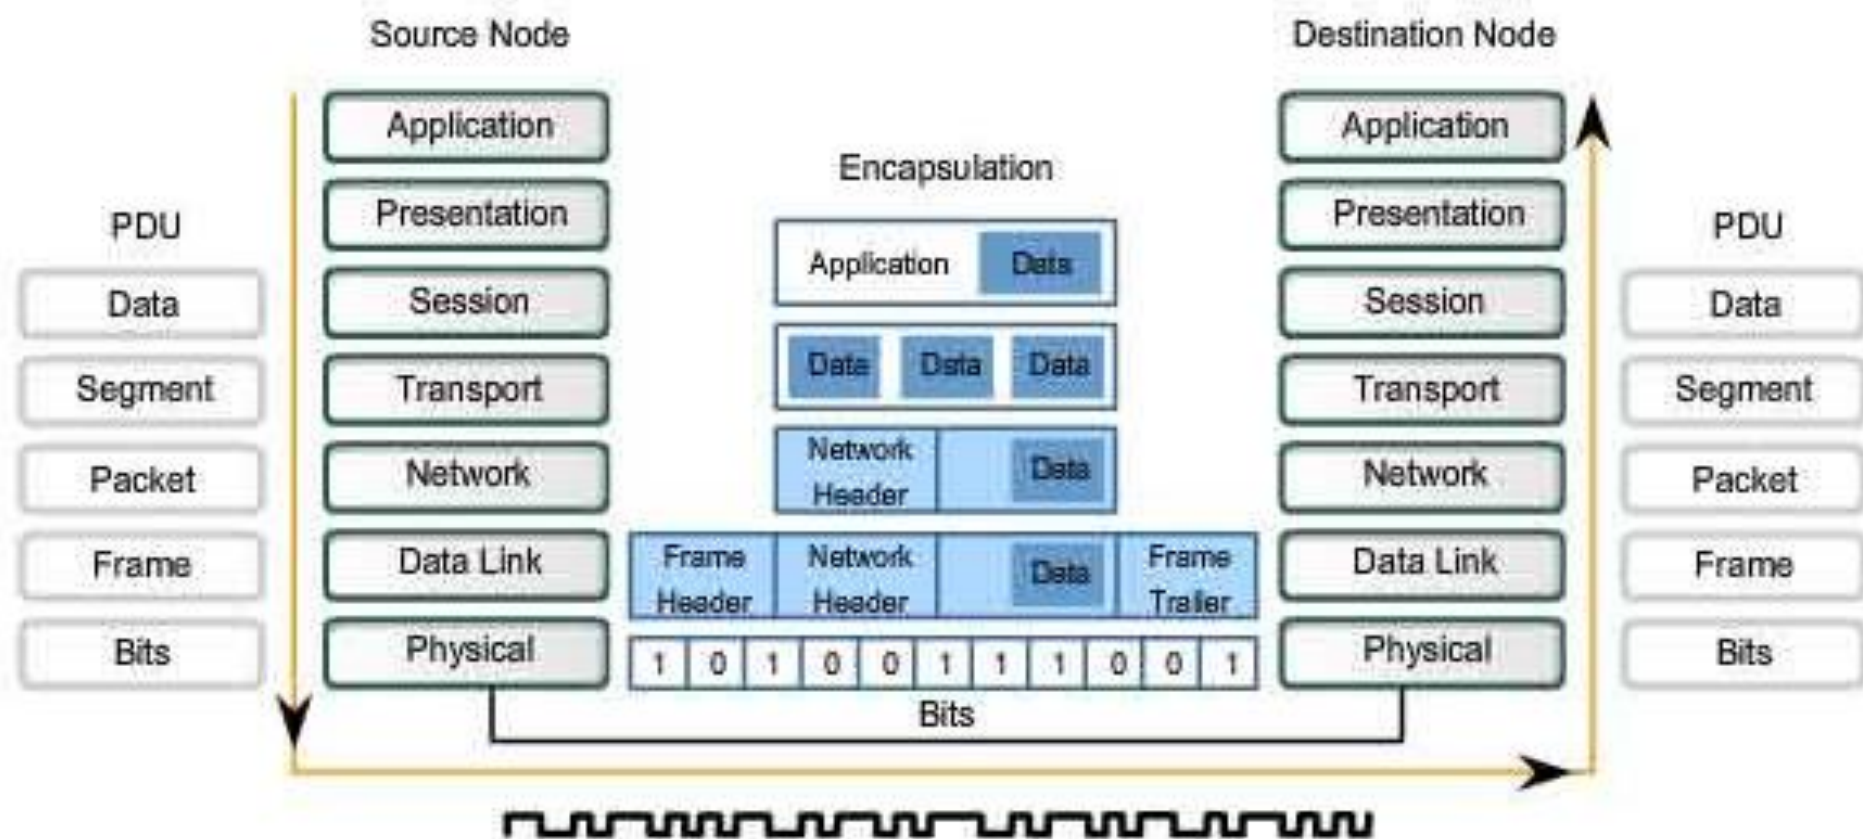 Source Node
Destination Node
Application
Application
Encapsulation
Presentation
Presentation
PDU
PDU
Application Data
Data
Session
Session
Data
Data Data Data
Segment
Transport
Transport
Segment
Network
Header
Data
Packet
Network
Network
Packet
Frame
Header
Network
Header
Data
Frame
Trailer
Frame
Data Link
Data Link
Frame
Bits
Physical
1 0 1 0 0 1 1 1 0 0 1
Physical
Bits
Bits